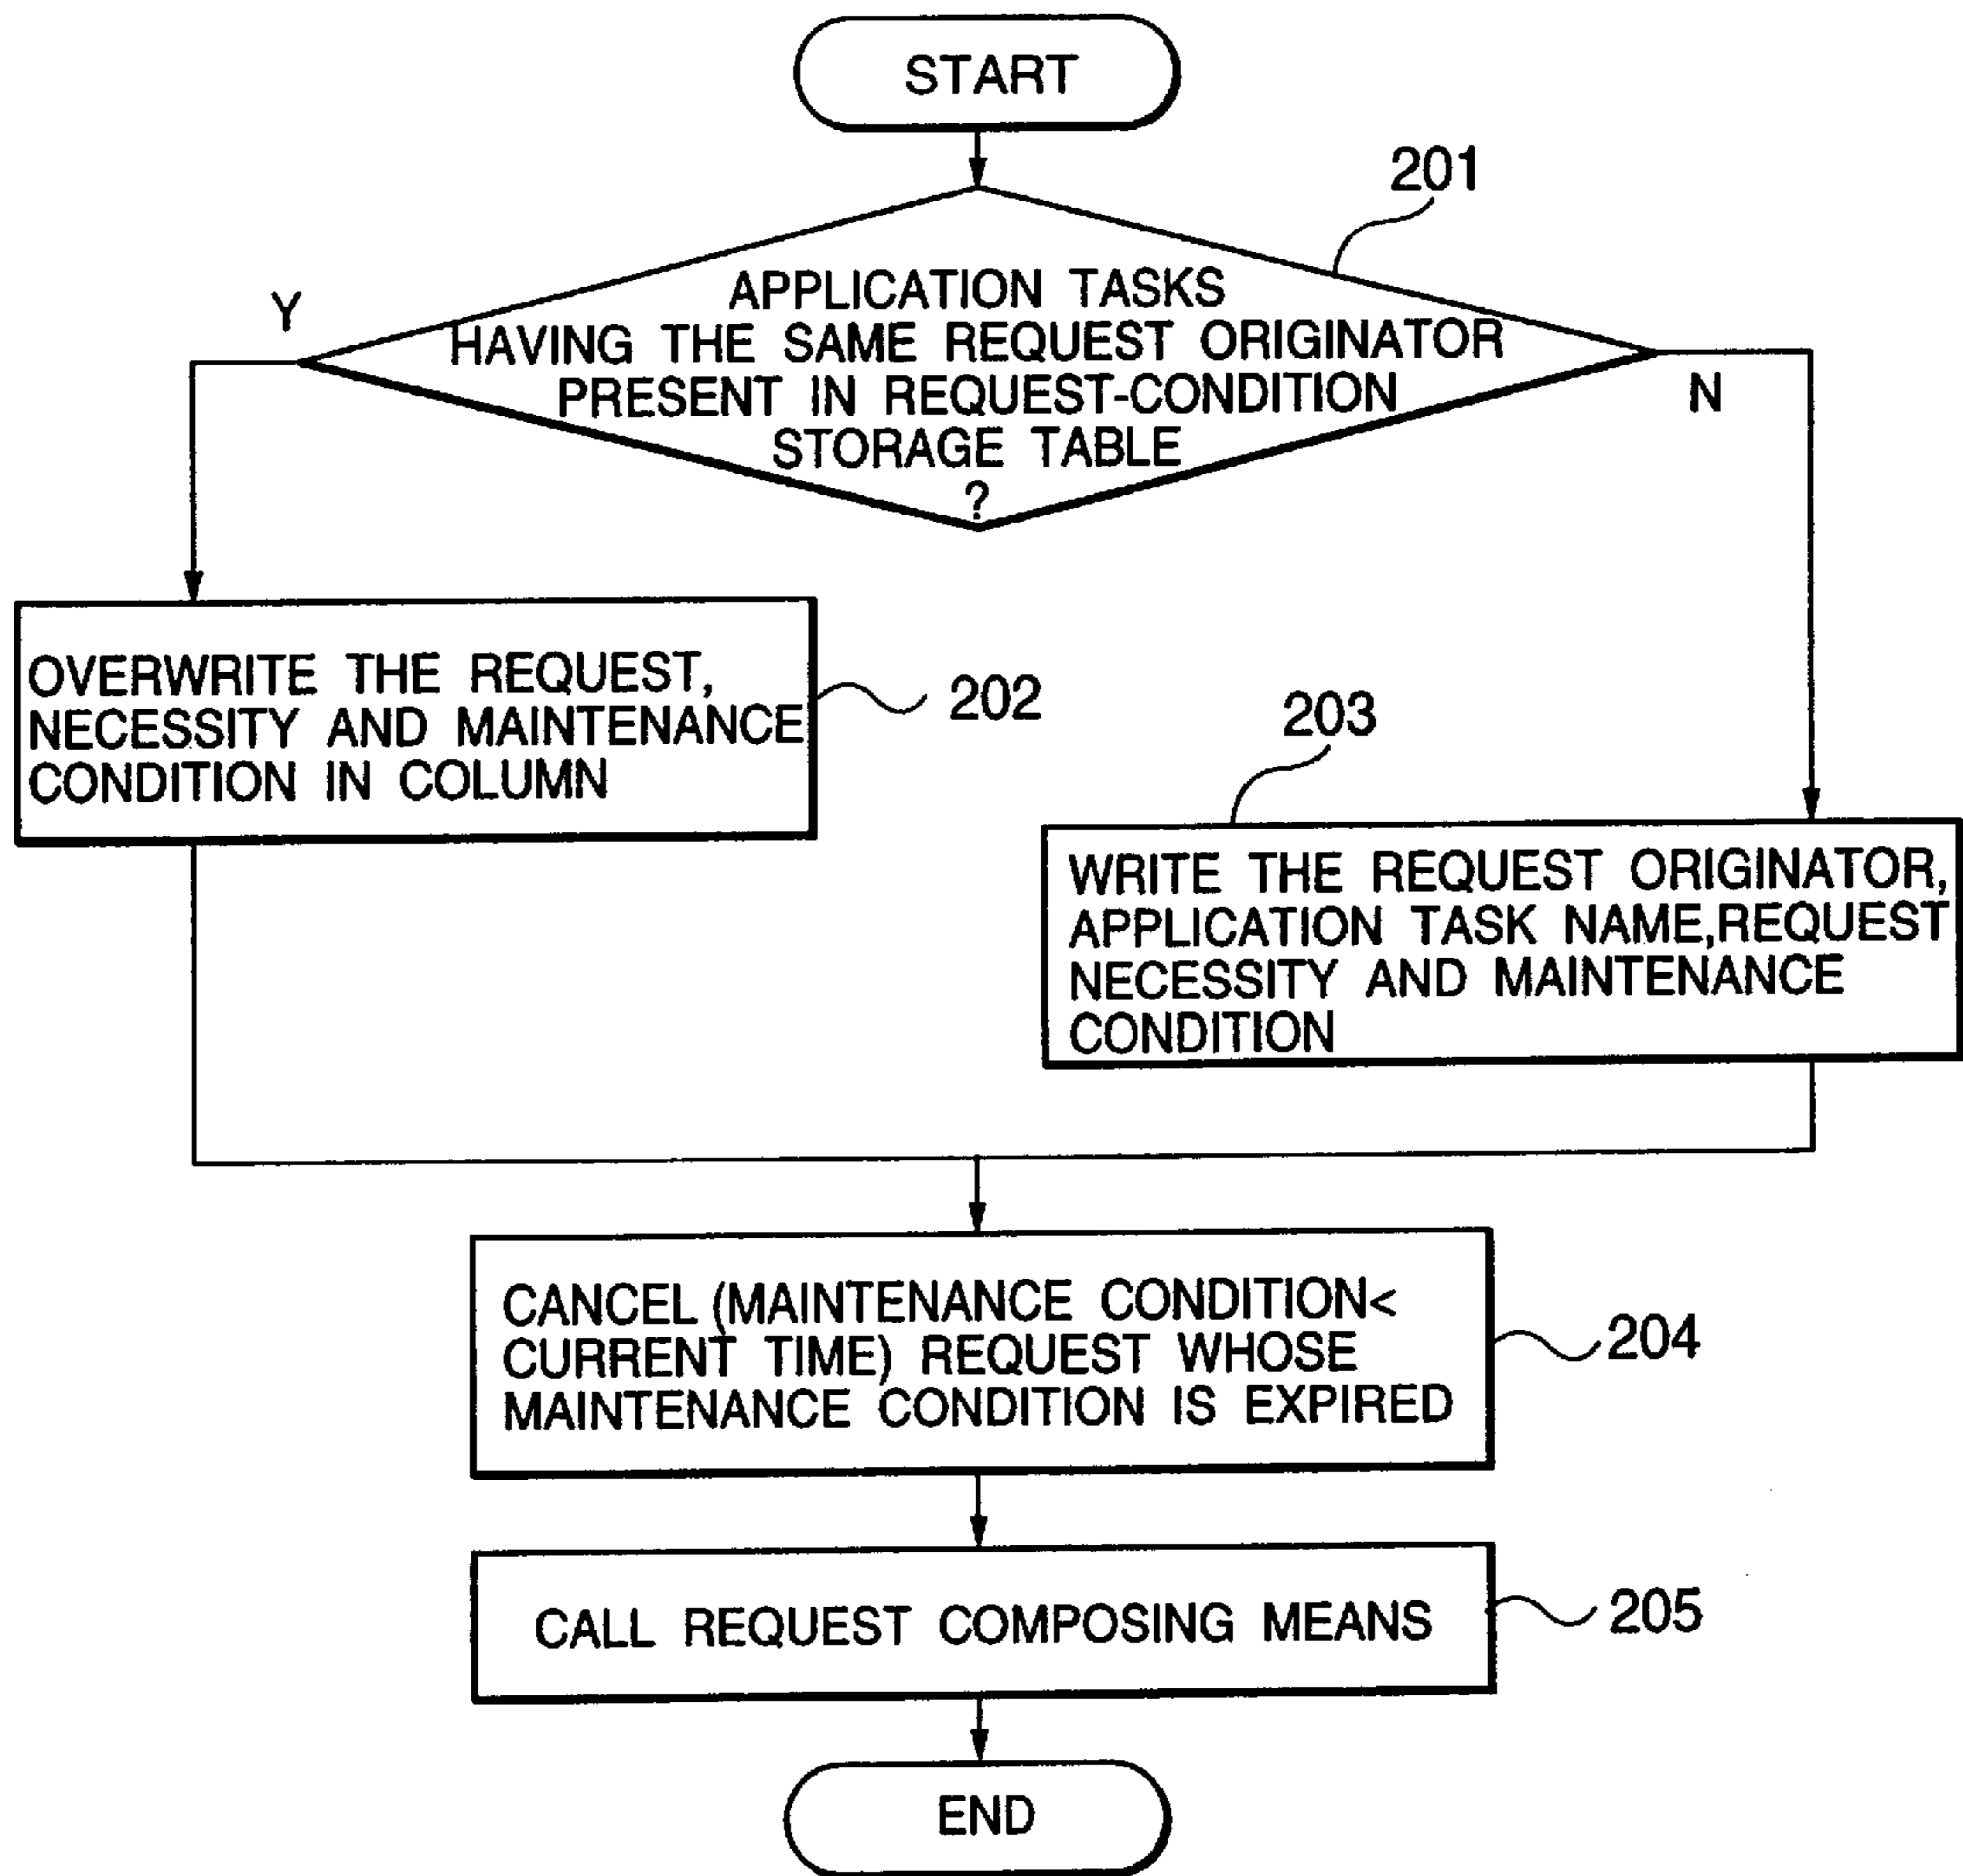 START
201
APPLICATION TASKS
HAVING THE SAME REQUEST ORIGINATOR
PRESENT IN REQUEST-CONDITION
STORAGE TABLE
?
Y
N
OVERWRITE THE REQUEST,
NECESSITY AND MAINTENANCE
CONDITION IN COLUMN
202
203
WRITE THE REQUEST ORIGINATOR,
APPLICATION TASK NAME,REQUEST
NECESSITY AND MAINTENANCE
CONDITION
CANCEL (MAINTENANCE CONDITION<
CURRENT TIME) REQUEST WHOSE
MAINTENANCE CONDITION IS EXPIRED
204
CALL REQUEST COMPOSING MEANS
205
END